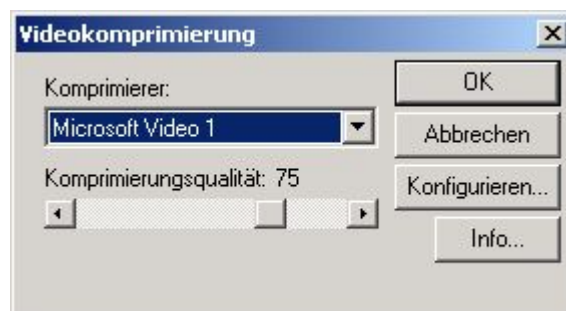 Videokomprimierung
Komprimierer:
Microsoft Video 1
Komprimierungsqualität: 75
OK
Abbrechen
Konfigurieren...
Info...